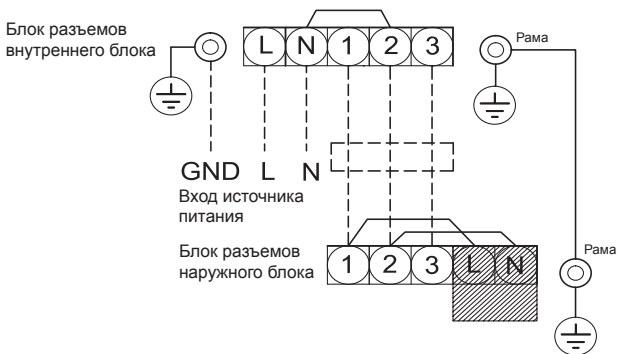 Блок разъемов
внутреннего блока
L N 1 2 3
Рама
GND L N
Вход источника
питания
Блок разъемов
наружного блока
1 2 3 L N
Рама